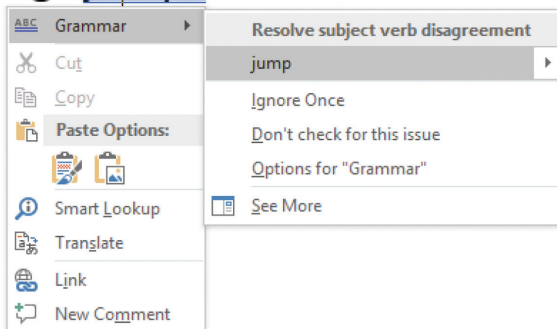 ABC Grammar
Cut
Copy
Paste Options:
Smart Lookup
Translate
Link
New Comment
Resolve subject verb disagreement
jump
Ignore Once
Don't check for this issue
Options for "Grammar"
See More